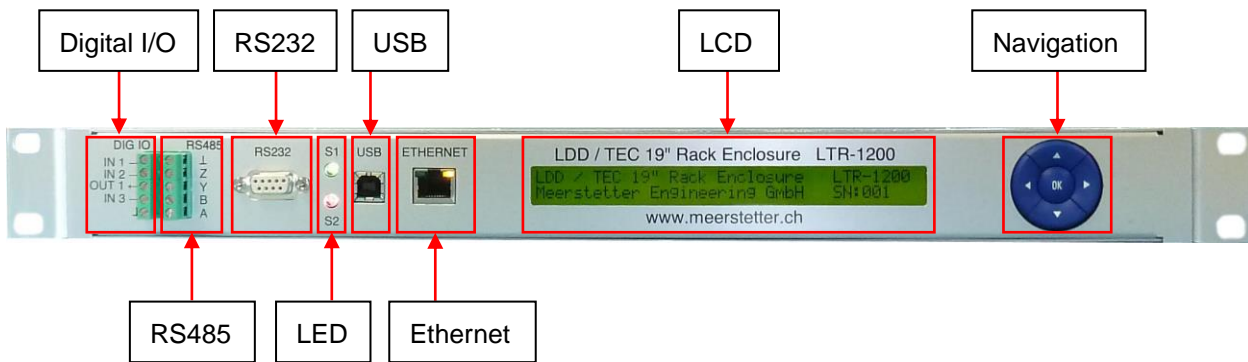 Digital I/O
RS232
USB
LCD
Navigation
DIG IO
RS485
IN 1
IN 2
OUT 1
IN 3
⊥
Z
Y
B
A
RS232
S1
S2
USB
ETHERNET
LDD / TEC 19" Rack Enclosure LTR-1200
LDD / TEC 19" Rack Enclosure LTR-1200
Meerstetter Engineering GmbH SN:001
www.meerstetter.ch
OK
RS485
LED
Ethernet